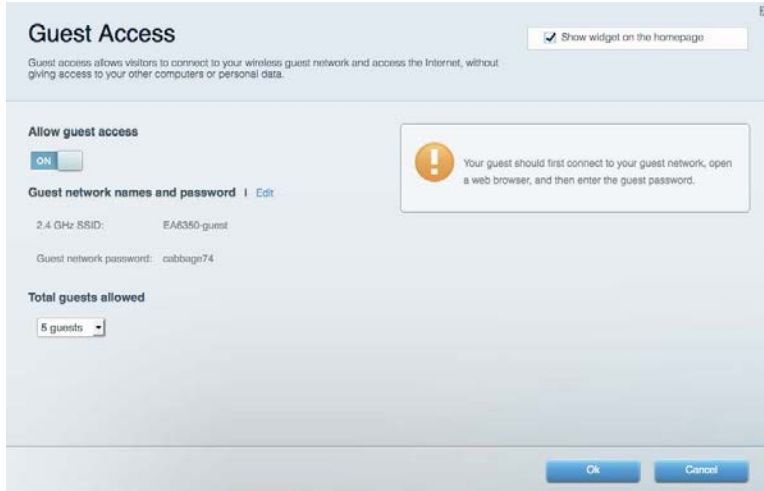 Guest Access
Show widget on the homepage
Guest access allows visitors to connect to your wireless guest network and access the Internet, without
giving access to your other computers or personal data.
Allow guest access
ON
Your guest should first connect to your guest network, open
a web browser, and then enter the guest password.
Guest network names and password | Edit
2.4 GHz SSID: EA6350-guest
Guest network password: cabbage74
Total guests allowed
5 guests
Ok Cancel